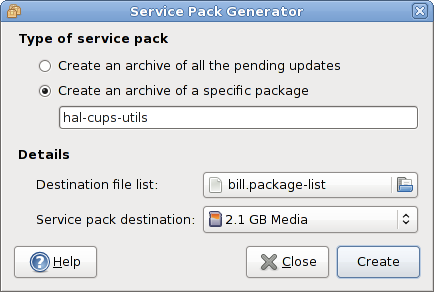 Service Pack Generator
Type of service pack
Create an archive of all the pending updates
Create an archive of a specific package
hal-cups-utils
Details
Destination file list: bill.package-list
Service pack destination: 2.1 GB Media
Help Close Create